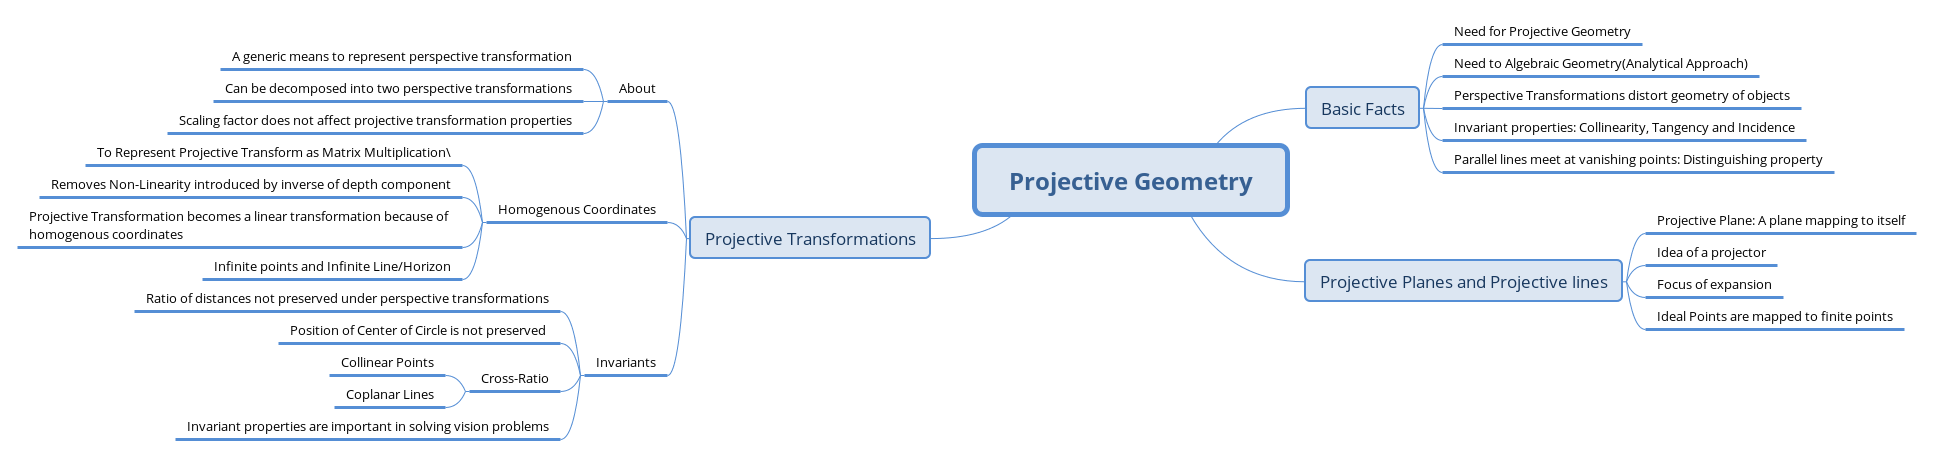 Projective Geometry
Basic Facts
Need for Projective Geometry
Need to Algebraic Geometry(Analytical Approach)
Perspective Transformations distort geometry of objects
Invariant properties: Collinearity, Tangency and Incidence
Parallel lines meet at vanishing points: Distinguishing property
Projective Planes and Projective lines
Projective Plane: A plane mapping to itself
Idea of a projector
Focus of expansion
Ideal Points are mapped to finite points
Projective Transformations
About
A generic means to represent perspective transformation
Can be decomposed into two perspective transformations
Scaling factor does not affect projective transformation properties
Homogenous Coordinates
To Represent Projective Transform as Matrix Multiplication\
Removes Non-Linearity introduced by inverse of depth component
Projective Transformation becomes a linear transformation because of
homogenous coordinates
Infinite points and Infinite Line/Horizon
Invariants
Ratio of distances not preserved under perspective transformations
Position of Center of Circle is not preserved
Cross-Ratio
Collinear Points
Coplanar Lines
Invariant properties are important in solving vision problems